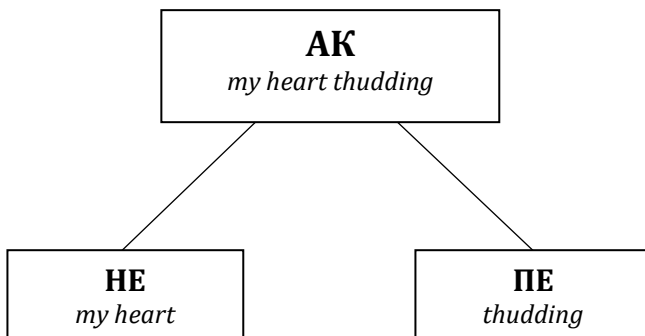 АК
my heart thudding
НЕ
my heart
ПЕ
thudding